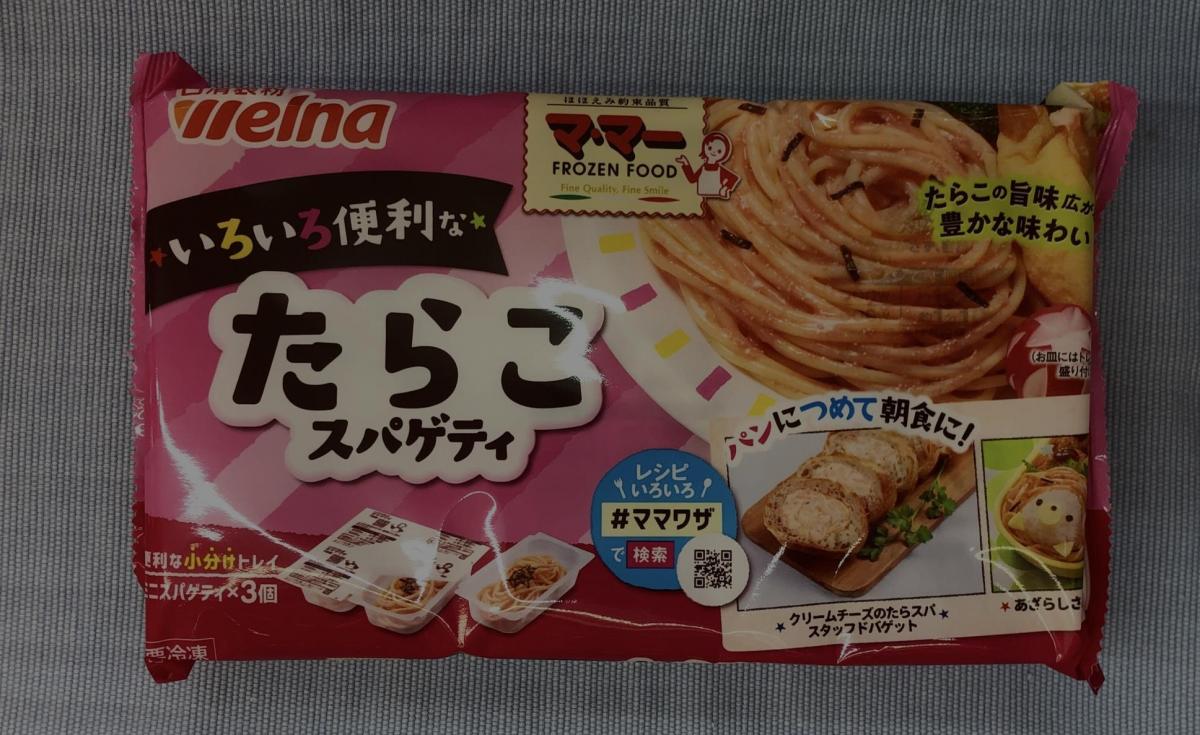 日清製粉
Welna
ほほえみ約束品質
マ・マー
FROZEN FOOD
Fine Quality, Fine Smile
いろいろ便利な
たらこ
スパゲティ
たらこの旨味広が
豊かな味わい
(お皿にはトレ
盛り付け
パンにつめて朝食に!
レシピ
いろいろ
#ママワザ
で 検索
便利な小分けトレイ
ミニスパゲティ×3個
要冷凍
クリームチーズのたらスパ
スタッフドバゲット
あざらしさ